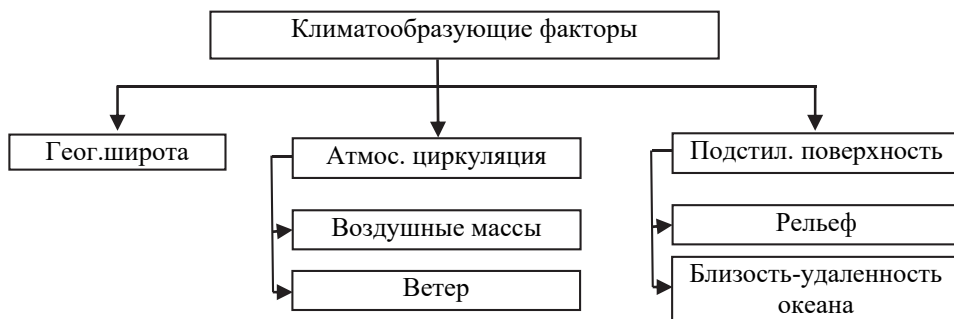 Климатообразующие факторы
Геог.широта
Атмос. циркуляция
Воздушные массы
Ветер
Подстил. поверхность
Рельеф
Близость-удаленность
океана